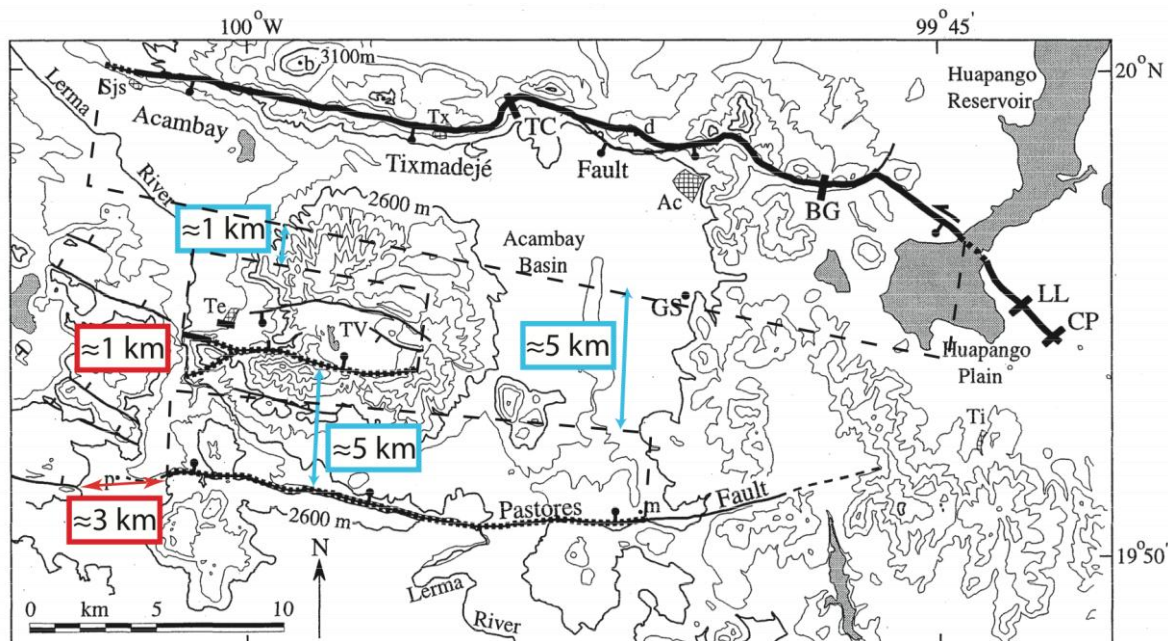 100°W
99°45'
3100m
b
Sjs
20°N
Huapango
Reservoir
Lerma
Acambay
Tx
TC
d
Tixmadejé
Fault
River
2600 m
Ac
BG
≈1 km
Acambay
Basin
Te
GS
LL
TV
CP
≈1 km
≈5 km
Huapango
Plain
Ti
≈5 km
p
≈3 km
2600 m
Pastores
m
Fault
N
19°50'
Lerma
0 km 5 10
River